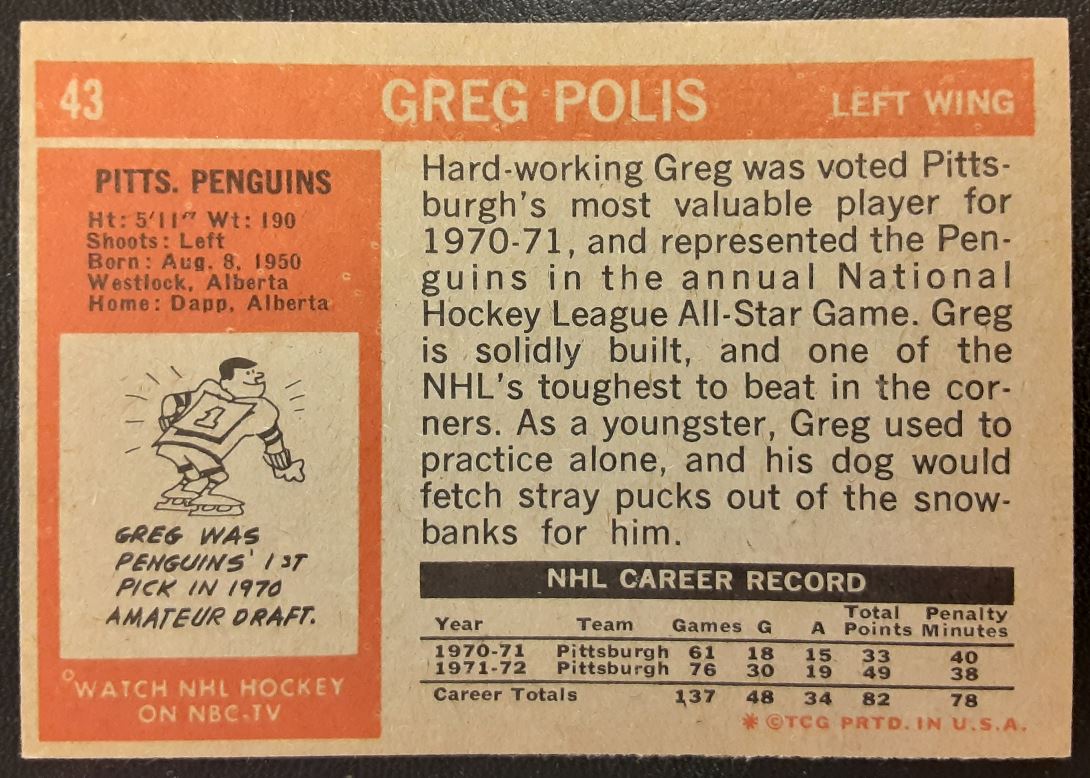 43 GREG POLIS LEFT WING
PITTS. PENGUINS
Ht: 5'11" Wt: 190
Shoots: Left
Born: Aug. 8, 1950
Westlock, Alberta
Home: Dapp, Alberta
1
GREG WAS
PENGUINS' 1ST
PICK IN 1970
AMATEUR DRAFT.
WATCH NHL HOCKEY
ON NBC-TV
Hard-working Greg was voted Pitts-
burgh's most valuable player for
1970-71, and represented the Pen-
guins in the annual National
Hockey League All-Star Game. Greg
is solidly built, and one of the
NHL's toughest to beat in the cor-
ners. As a youngster, Greg used to
practice alone, and his dog would
fetch stray pucks out of the snow-
banks for him.
NHL CAREER RECORD
Year Team Games G A Total Points Penalty Minutes
1970-71 Pittsburgh 61 18 15 33 40
1971-72 Pittsburgh 76 30 19 49 38
Career Totals 137 48 34 82 78
* ©TCG PRTD. IN U.S.A.